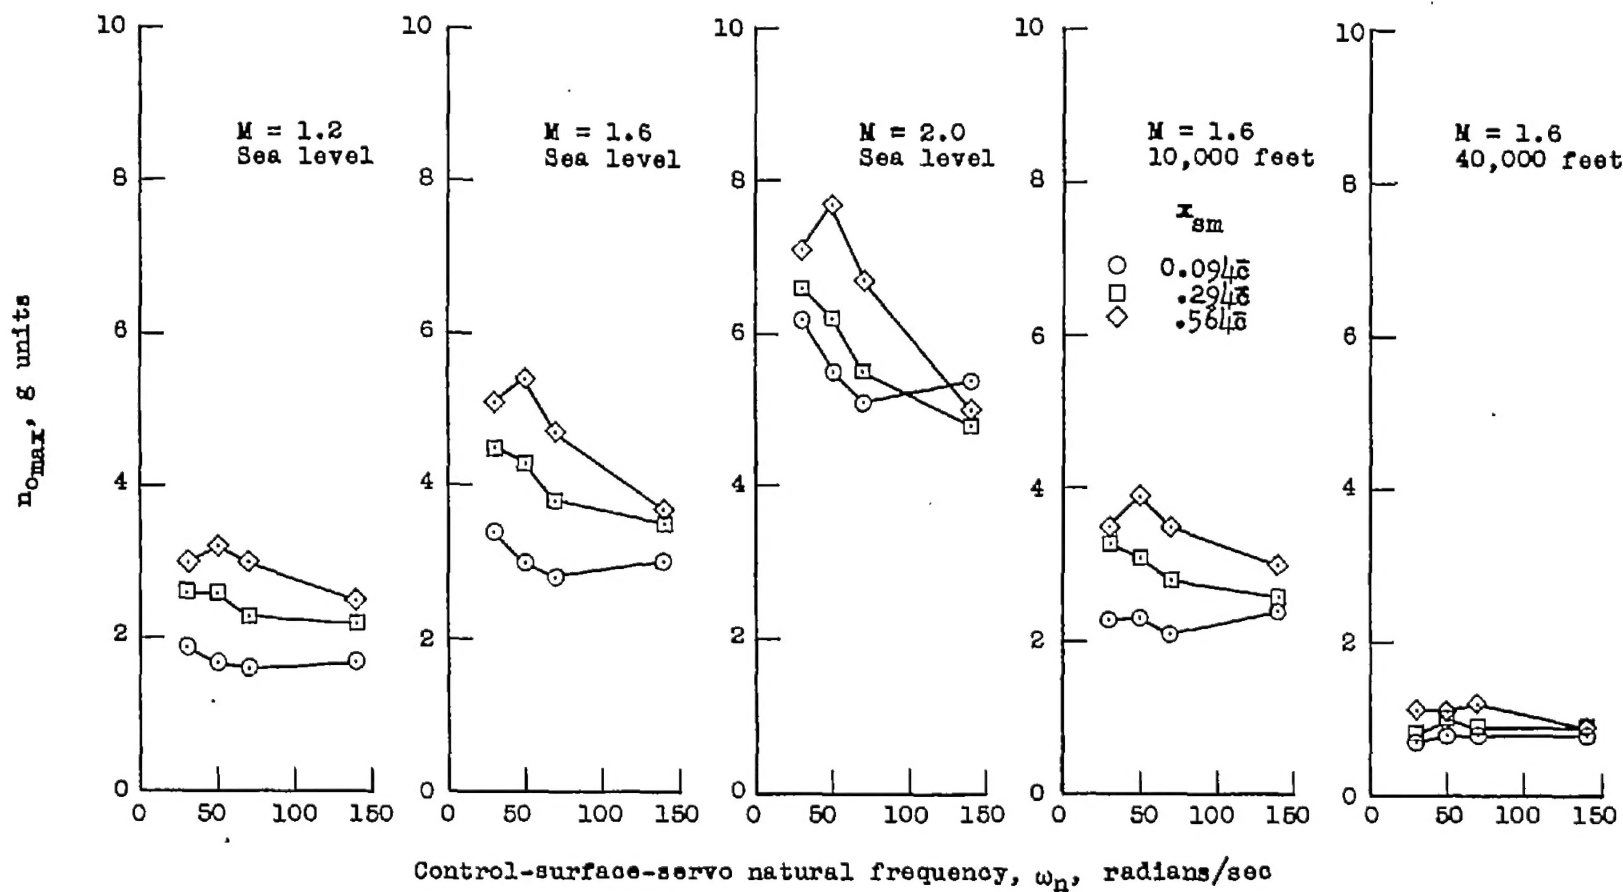 n_omax, g units
10
8
6
4
2
0
0 50 100 150
M = 1.2
Sea level
10
8
6
4
2
0
0 50 100 150
M = 1.6
Sea level
10
8
6
4
2
0
0 50 100 150
M = 2.0
Sea level
10
8
6
4
2
0
0 50 100 150
M = 1.6
10,000 feet
x_sm
0.094c̄
.294c̄
.564c̄
10
8
6
4
2
0
0 50 100 150
M = 1.6
40,000 feet
Control-surface-servo natural frequency, ω_n, radians/sec